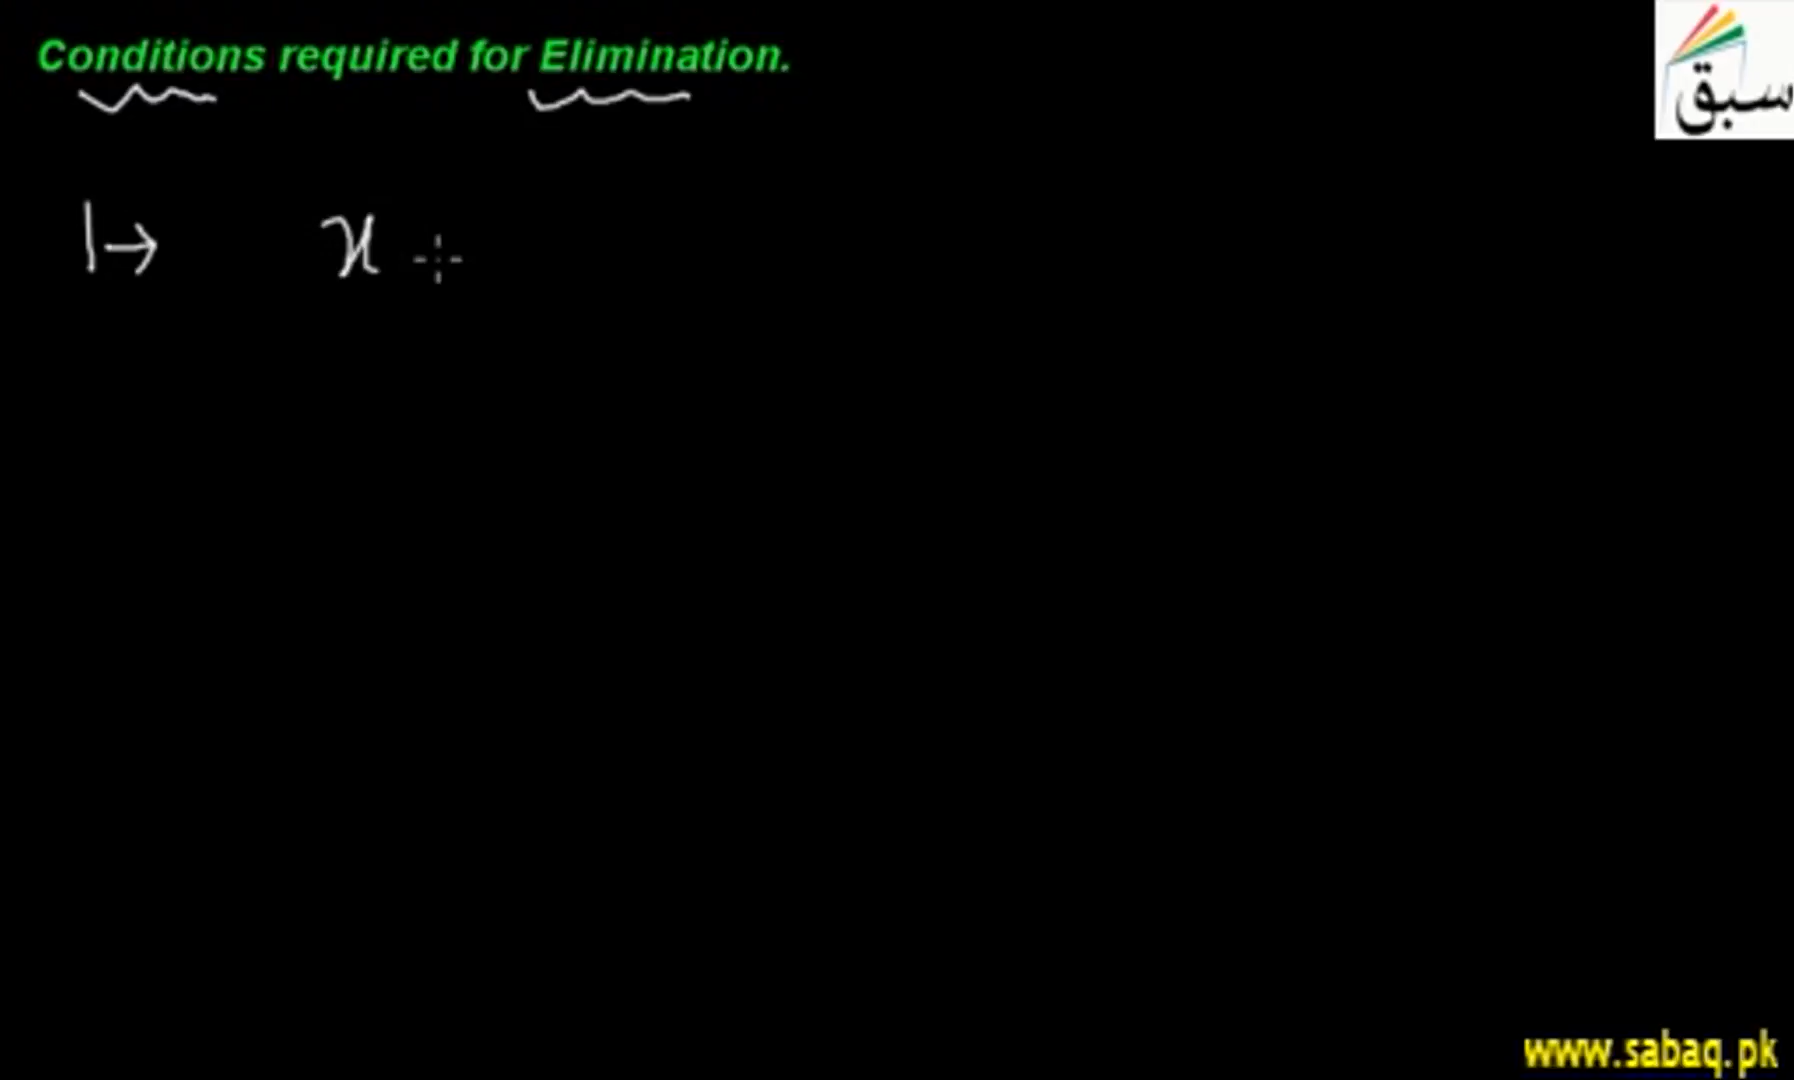 Conditions required for Elimination.
سبق
1→ x
www.sabaq.pk